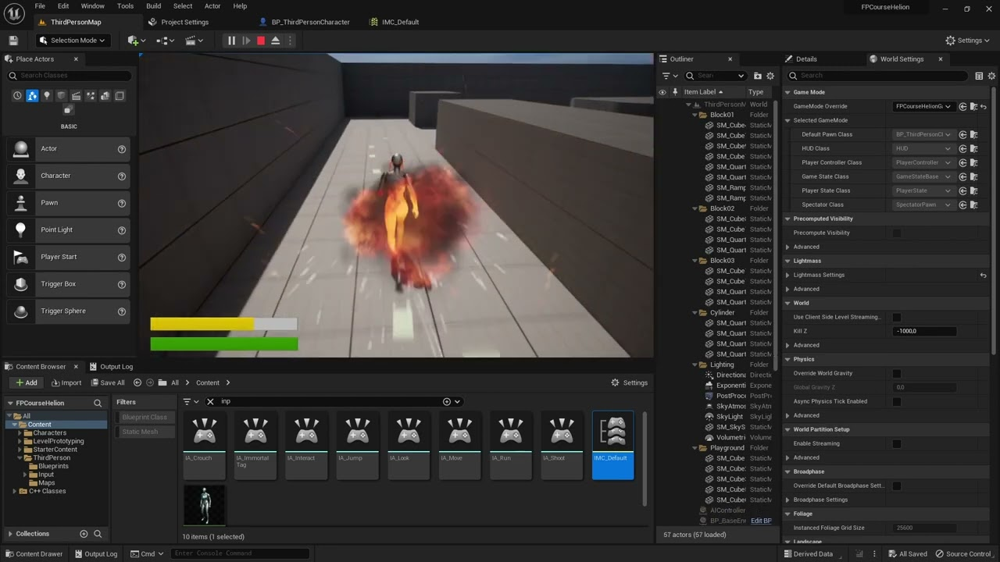 File Edit Window Tools Build Select Actor Help
FPCourseHelion
ThirdPersonMap
Project Settings
BP_ThirdPersonCharacter
IMC_Default
Selection Mode
Settings
Place Actors
Search Classes
BASIC
Actor
Character
Pawn
Point Light
Player Start
Trigger Box
Trigger Sphere
Outliner
Item Label
Type
ThirdPersonM World
Block01 Folder
SM_Cube StaticM
SM_Cube StaticM
SM_Cube StaticM
SM_Cube StaticM
SM_Quart StaticM
SM_Quart StaticM
SM_Ramp StaticM
SM_Ramp StaticM
Block02 Folder
SM_Cube StaticM
SM_Cube StaticM
SM_Quart StaticM
SM_Quart StaticM
Block03 Folder
SM_Cube StaticM
SM_Cube StaticM
SM_Quart StaticM
SM_Quart StaticM
Cylinder Folder
SM_Quart StaticM
SM_Quart StaticM
SM_Quart StaticM
SM_Quart StaticM
Lighting Folder
Directiona Directi
Exponenti Expone
PostProce PostPr
SkyAtmos SkyAtm
SkyLight SkyLig
SM_SkyS StaticM
Volumetri Volume
Playground Folder
SM_Cube StaticM
SM_Cube StaticM
SM_Cube StaticM
SM_Cube StaticM
SM_Cube StaticM
AIController
BP_BaseEne Edit BP
57 actors (57 loaded)
Details
World Settings
Search
Game Mode
GameMode Override FPCourseHelionG
Selected GameMode
Default Pawn Class BP_ThirdPersonCl
HUD Class HUD
Player Controller Class PlayerController
Game State Class GameStateBase
Player State Class PlayerState
Spectator Class SpectatorPawn
Precomputed Visibility
Precompute Visibility
Advanced
Lightmass
Lightmass Settings
Advanced
World
Use Client Side Level Streaming...
Kill Z -1000,0
Advanced
Physics
Override World Gravity
Global Gravity Z 0,0
Async Physics Tick Enabled
Advanced
World Partition Setup
Enable Streaming
Advanced
Broadphase
Override Default Broadphase Sett...
Broadphase Settings
Foliage
Instanced Foliage Grid Size 25600
Landscape
Content Browser
Output Log
Add
Import
Save All
All
Content
Settings
FPCourseHelion
All
Content
Characters
LevelPrototyping
StarterContent
ThirdPerson
Blueprints
Input
Maps
C++ Classes
Collections
Filters
Blueprint Class
Static Mesh
inp
IA_Crouch
IA_Immortal
Tag
IA_Interact
IA_Jump
IA_Look
IA_Move
IA_Run
IA_Shoot
IMC_Default
10 items (1 selected)
Content Drawer
Output Log
Cmd
Enter Console Command
Derived Data
All Saved
Source Control